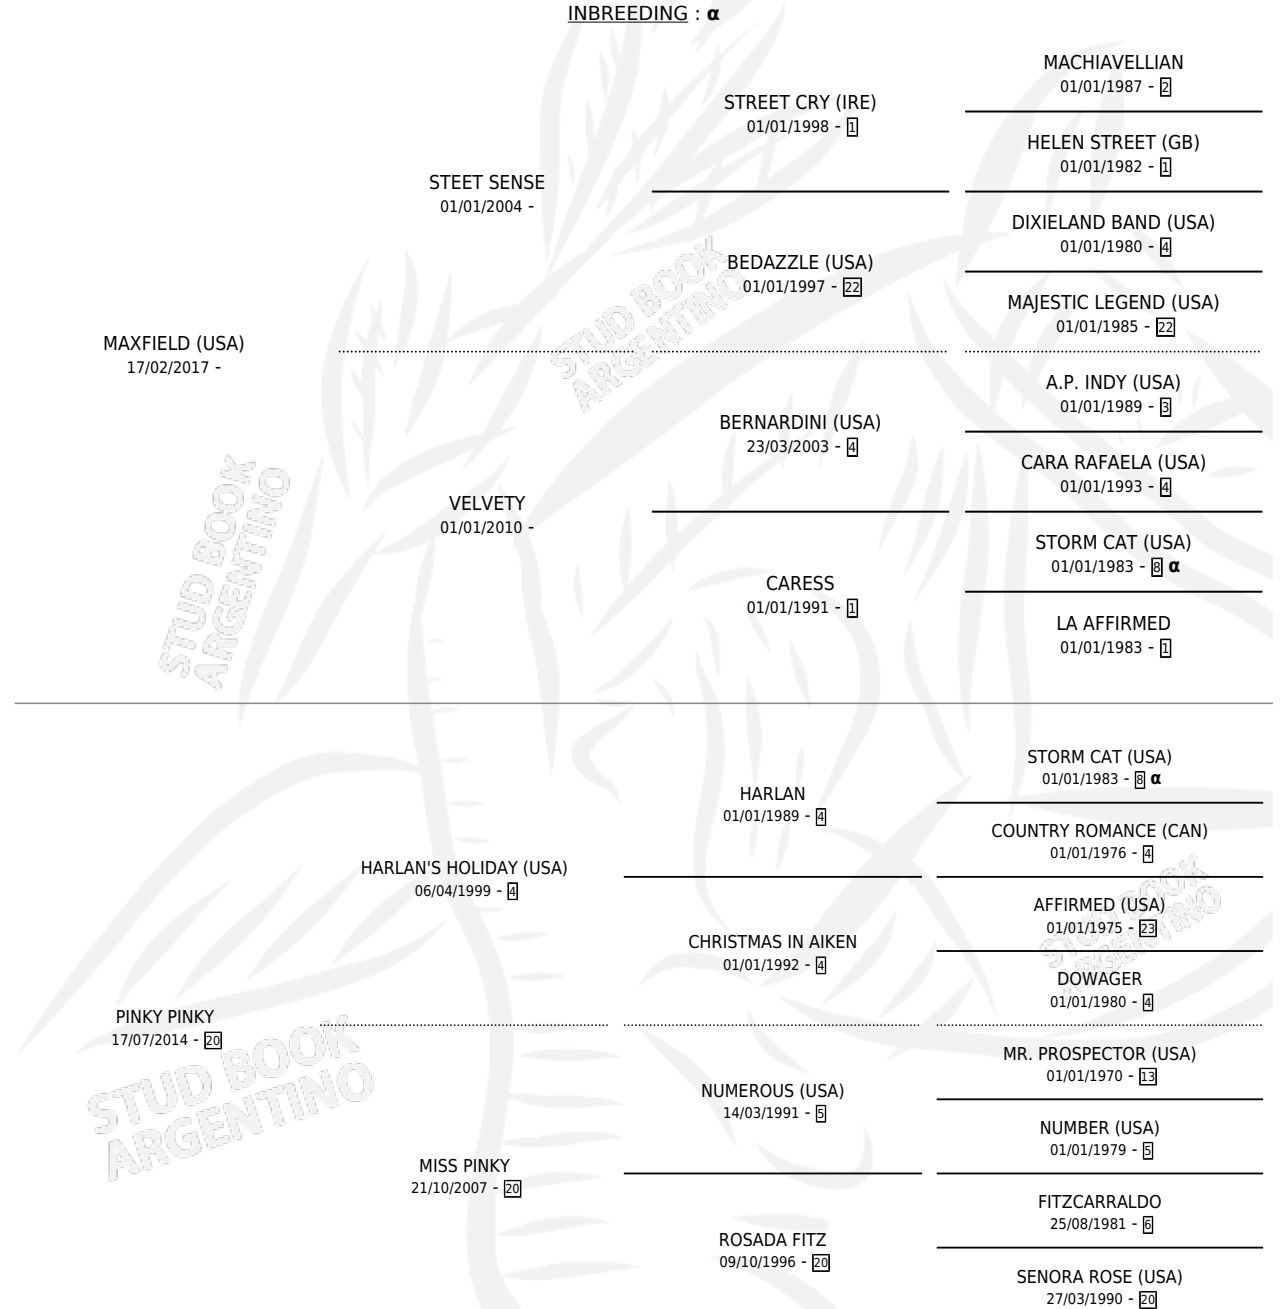 INBREEDING : α
MACHIAVELLIAN
01/01/1987 - 2
STREET CRY (IRE)
01/01/1998 - 1
HELEN STREET (GB)
01/01/1982 - 1
STEET SENSE
01/01/2004 -
DIXIELAND BAND (USA)
01/01/1980 - 4
BEDAZZLE (USA)
01/01/1997 - 22
MAJESTIC LEGEND (USA)
01/01/1985 - 22
MAXFIELD (USA)
17/02/2017 -
A.P. INDY (USA)
01/01/1989 - 3
BERNARDINI (USA)
23/03/2003 - 4
CARA RAFAELA (USA)
01/01/1993 - 4
VELVETY
01/01/2010 -
STORM CAT (USA)
01/01/1983 - 8 α
CARESS
01/01/1991 - 1
LA AFFIRMED
01/01/1983 - 1
STORM CAT (USA)
01/01/1983 - 8 α
HARLAN
01/01/1989 - 4
COUNTRY ROMANCE (CAN)
01/01/1976 - 4
HARLAN'S HOLIDAY (USA)
06/04/1999 - 4
AFFIRMED (USA)
01/01/1975 - 23
CHRISTMAS IN AIKEN
01/01/1992 - 4
DOWAGER
01/01/1980 - 4
PINKY PINKY
17/07/2014 - 20
MR. PROSPECTOR (USA)
01/01/1970 - 13
NUMEROUS (USA)
14/03/1991 - 5
NUMBER (USA)
01/01/1979 - 5
MISS PINKY
21/10/2007 - 20
FITZCARRALDO
25/08/1981 - 6
ROSADA FITZ
09/10/1996 - 20
SENORA ROSE (USA)
27/03/1990 - 20
STUD BOOK
ARGENTINO
STUD BOOK
ARGENTINO
STUD BOOK
ARGENTINO
STUD BOOK
ARGENTINO